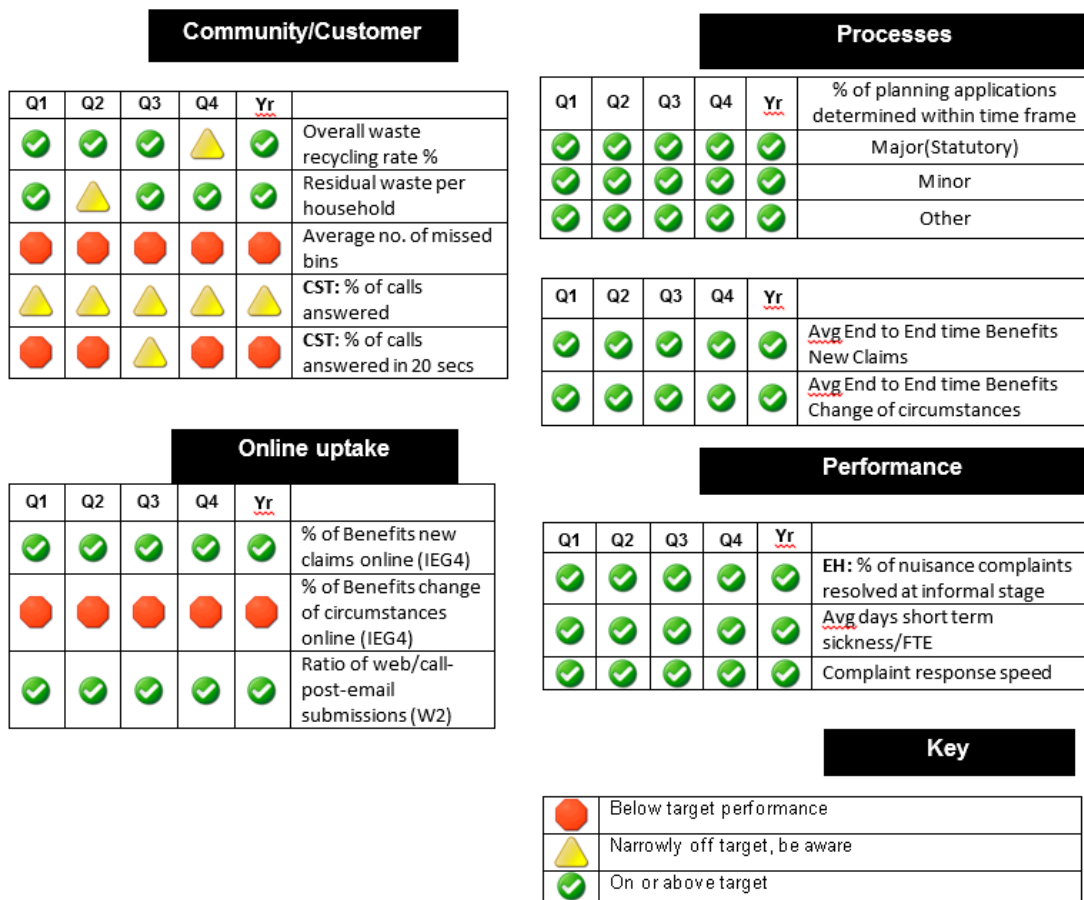 Community/Customer
Q1 Q2 Q3 Q4 Yr
Overall waste
recycling rate %
Residual waste per
household
Average no. of missed
bins
CST: % of calls
answered
CST: % of calls
answered in 20 secs
Online uptake
Q1 Q2 Q3 Q4 Yr
% of Benefits new
claims online (IEG4)
% of Benefits change
of circumstances
online (IEG4)
Ratio of web/call-
post-email
submissions (W2)
Processes
Q1 Q2 Q3 Q4 Yr
% of planning applications
determined within time frame
Major(Statutory)
Minor
Other
Q1 Q2 Q3 Q4 Yr
Avg End to End time Benefits
New Claims
Avg End to End time Benefits
Change of circumstances
Performance
Q1 Q2 Q3 Q4 Yr
EH: % of nuisance complaints
resolved at informal stage
Avg days short term
sickness/FTE
Complaint response speed
Key
Below target performance
Narrowly off target, be aware
On or above target